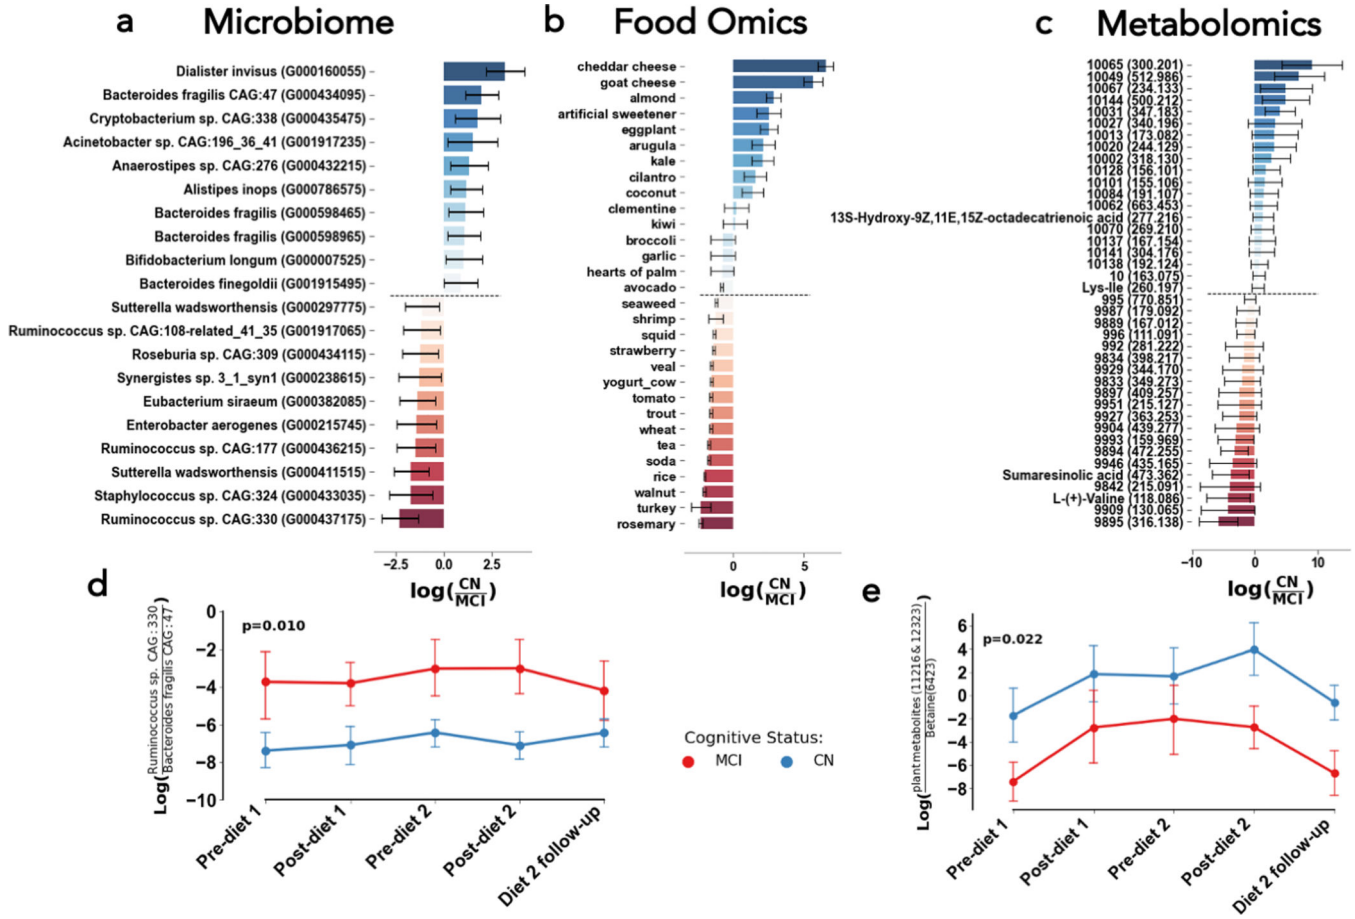 a Microbiome
Dialister invisus (G000160055)
Bacteroides fragilis CAG:47 (G000434095)
Cryptobacterium sp. CAG:338 (G000435475)
Acinetobacter sp. CAG:196_36_41 (G001917235)
Anaerostipes sp. CAG:276 (G000432215)
Alistipes inops (G000786575)
Bacteroides fragilis (G000598465)
Bacteroides fragilis (G000598965)
Bifidobacterium longum (G000007525)
Bacteroides finegoldii (G001915495)
Sutterella wadsworthensis (G000297775)
Ruminococcus sp. CAG:108-related_41_35 (G001917065)
Roseburia sp. CAG:309 (G000434115)
Synergistes sp. 3_1_syn1 (G000238615)
Eubacterium siraeum (G000382085)
Enterobacter aerogenes (G000215745)
Ruminococcus sp. CAG:177 (G000436215)
Sutterella wadsworthensis (G000411515)
Staphylococcus sp. CAG:324 (G000433035)
Ruminococcus sp. CAG:330 (G000437175)
−2.5 0.0 2.5
log(CN/MCI)
b Food Omics
cheddar cheese
goat cheese
almond
artificial sweetener
eggplant
arugula
kale
cilantro
coconut
clementine
kiwi
broccoli
garlic
hearts of palm
avocado
seaweed
shrimp
squid
strawberry
veal
yogurt_cow
tomato
trout
wheat
tea
soda
rice
walnut
turkey
rosemary
0 5
log(CN/MCI)
c Metabolomics
10065 (300.201)
10049 (512.986)
10067 (234.133)
10144 (500.212)
10031 (347.183)
10027 (340.196)
10013 (173.082)
10020 (244.129)
10002 (318.130)
10128 (156.101)
10101 (155.106)
10084 (191.107)
10062 (663.453)
13S-Hydroxy-9Z,11E,15Z-octadecatrienoic acid (277.216)
10070 (269.210)
10137 (167.154)
10141 (304.176)
10138 (192.124)
10 (163.075)
Lys-Ile (260.197)
995 (770.851)
9987 (179.092)
9889 (167.012)
996 (111.091)
992 (281.222)
9834 (398.217)
9929 (344.170)
9833 (349.273)
9897 (409.257)
9951 (215.127)
9927 (363.253)
9904 (439.277)
9993 (159.969)
9894 (472.255)
9946 (435.165)
Sumaresinolic acid (473.362)
9842 (215.091)
L-(+)-Valine (118.086)
9909 (130.065)
9895 (316.138)
−10 0 10
log(CN/MCI)
d
Log(Ruminococcus sp. CAG : 330/Bacteroides fragilis CAG : 47)
p=0.010
0
−2
−4
−6
−8
−10
Pre-diet 1
Post-diet 1
Pre-diet 2
Post-diet 2
Diet 2 follow-up
Cognitive Status:
MCI CN
e
Log(plant metabolites (11216 & 12323)/Betaine(6423))
p=0.022
6
4
2
0
−2
−4
−6
−8
Pre-diet 1
Post-diet 1
Pre-diet 2
Post-diet 2
Diet 2 follow-up